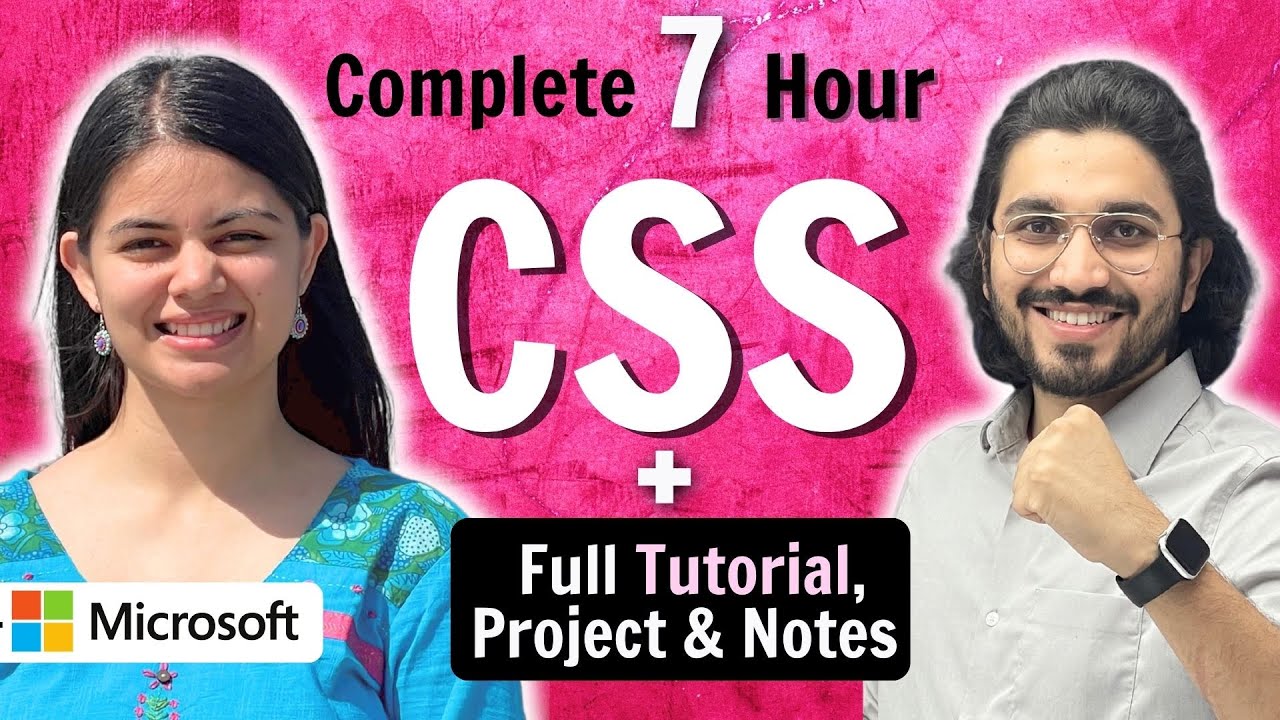 Complete 7 Hour
CSS
+
Full Tutorial,
Project & Notes
Microsoft